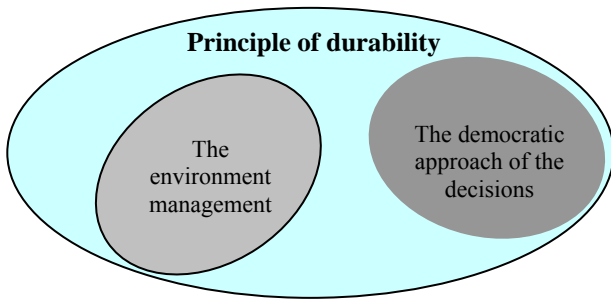 Principle of durability
The
environment
management
The democratic
approach of the
decisions